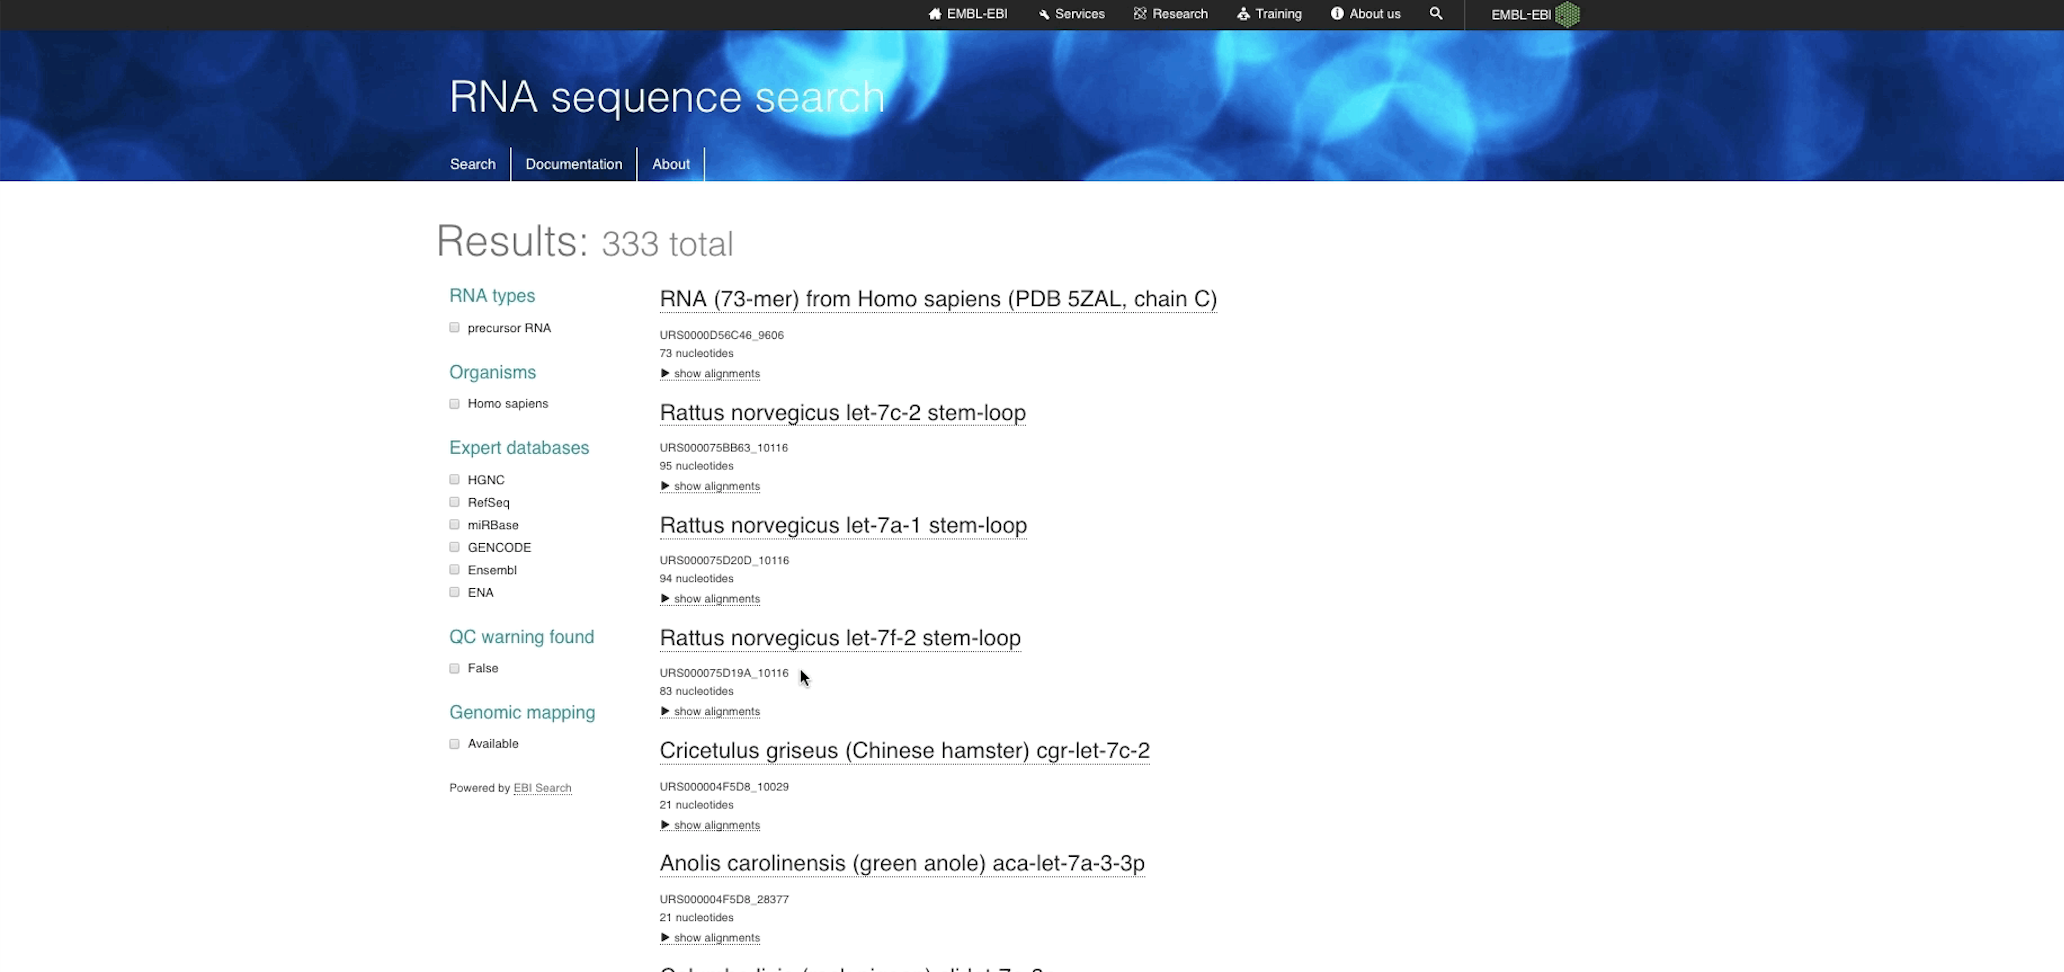 EMBL-EBI Services Research Training About us EMBL-EBI
RNA sequence search
Search Documentation About
Results: 333 total
RNA types
precursor RNA
Organisms
Homo sapiens
Expert databases
HGNC
RefSeq
miRBase
GENCODE
Ensembl
ENA
QC warning found
False
Genomic mapping
Available
Powered by EBI Search
RNA (73-mer) from Homo sapiens (PDB 5ZAL, chain C)
URS0000D56C46_9606
73 nucleotides
show alignments
Rattus norvegicus let-7c-2 stem-loop
URS000075BB63_10116
95 nucleotides
show alignments
Rattus norvegicus let-7a-1 stem-loop
URS000075D20D_10116
94 nucleotides
show alignments
Rattus norvegicus let-7f-2 stem-loop
URS000075D19A_10116
83 nucleotides
show alignments
Cricetulus griseus (Chinese hamster) cgr-let-7c-2
URS000004F5D8_10029
21 nucleotides
show alignments
Anolis carolinensis (green anole) aca-let-7a-3-3p
URS000004F5D8_28377
21 nucleotides
show alignments